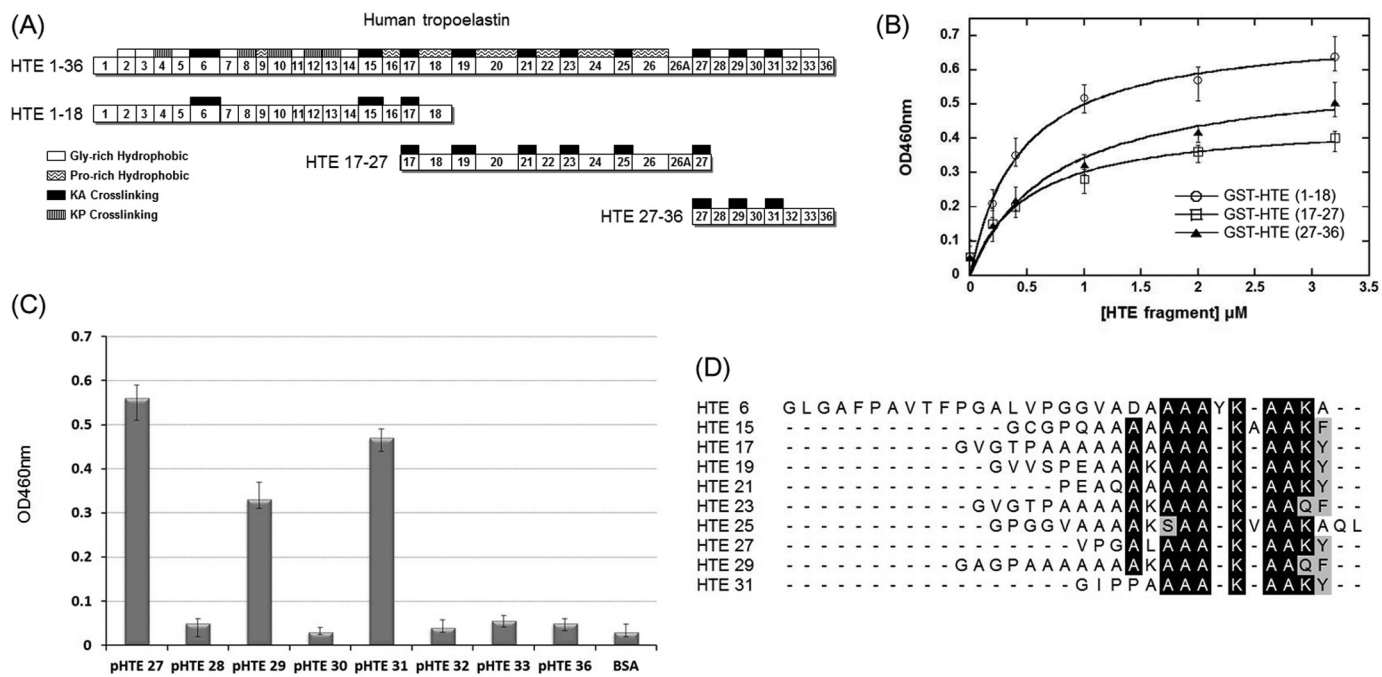 (A)
Human tropoelastin
HTE 1-36
1 2 3 4 5 6 7 8 9 10 11 12 13 14 15 16 17 18 19 20 21 22 23 24 25 26 26A 27 28 29 30 31 32 33 36
HTE 1-18
1 2 3 4 5 6 7 8 9 10 11 12 13 14 15 16 17 18
HTE 17-27
17 18 19 20 21 22 23 24 25 26 26A 27
HTE 27-36
27 28 29 30 31 32 33 36
Gly-rich Hydrophobic
Pro-rich Hydrophobic
KA Crosslinking
KP Crosslinking
(B)
OD460nm
0.7
0.6
0.5
0.4
0.3
0.2
0.1
0
0 0.5 1 1.5 2 2.5 3 3.5
[HTE fragment] µM
GST-HTE (1-18)
GST-HTE (17-27)
GST-HTE (27-36)
(C)
OD460nm
0.7
0.6
0.5
0.4
0.3
0.2
0.1
0
pHTE 27 pHTE 28 pHTE 29 pHTE 30 pHTE 31 pHTE 32 pHTE 33 pHTE 36 BSA
(D)
HTE 6 G L G A F P A V T F P G A L V P G G V A D A A A A Y K - A A K A - -
HTE 15 - - - - - - - - - - - - - G C G P Q A A A A A A A - K A A A K F - -
HTE 17 - - - - - - - - - - G V G T P A A A A A A A A - K - A A K Y - -
HTE 19 - - - - - - - - - - - - G V V S P E A A A K A A A - K - A A K Y - -
HTE 21 - - - - - - - - - - - - - - - - P E A Q A A A A A - K - A A K Y - -
HTE 23 - - - - - - - - - - - G V G T P A A A A A K A A A - K - A A Q F - -
HTE 25 - - - - - - - - - - - - G P G G V A A A A K S A A - K V A A K A Q L
HTE 27 - - - - - - - - - - - - - - - - - V P G A L A A A - K - A A K Y - -
HTE 29 - - - - - - - - - - G A G P A A A A A A A K A A A - K - A A Q F - -
HTE 31 - - - - - - - - - - - - - - - - - G I P P A A A A - K - A A K Y - -